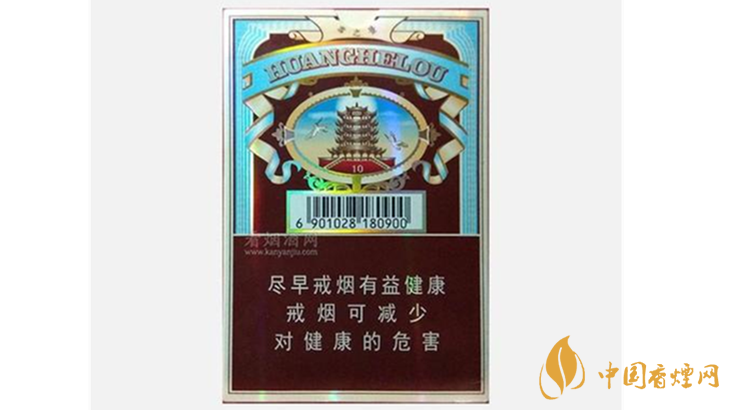 HUANGHELOU
10
6 901028 180900
看烟酒网
www.kanyanjiu.com
尽早戒烟有益健康
戒烟可减少
对健康的危害
中国香烟网